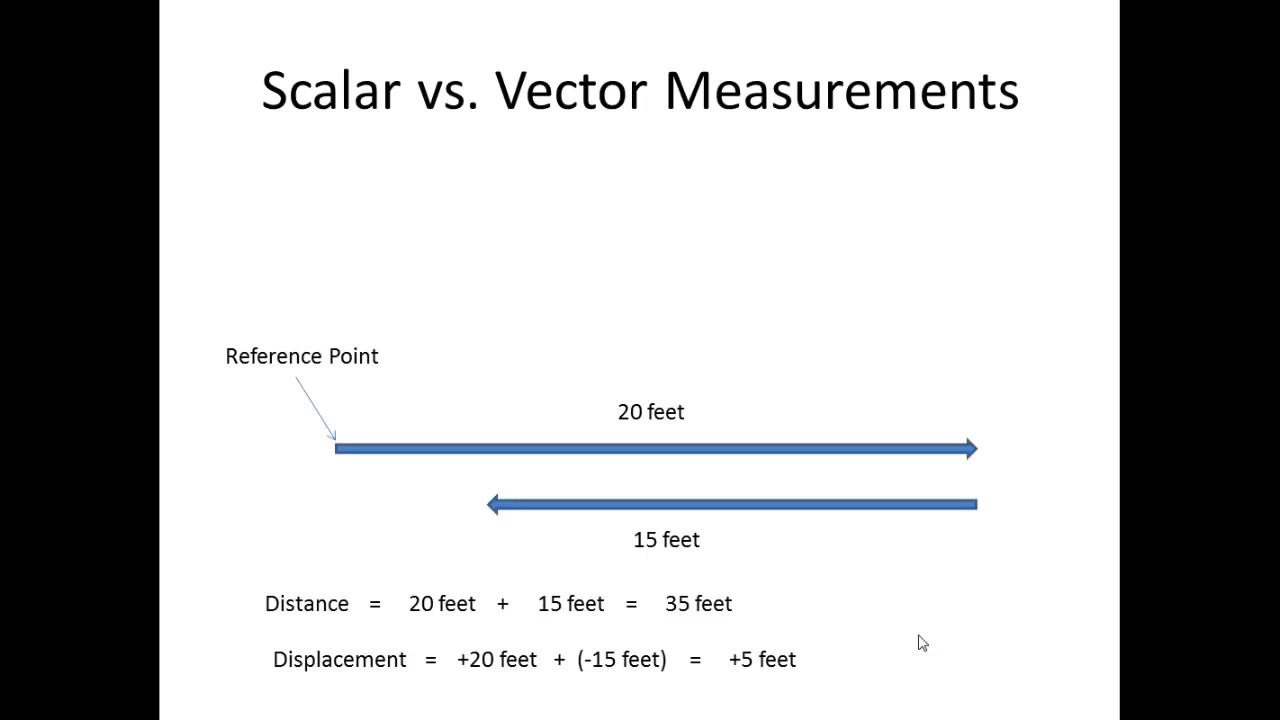 Scalar vs. Vector Measurements
Reference Point
20 feet
15 feet
Distance = 20 feet + 15 feet = 35 feet
Displacement = +20 feet + (-15 feet) = +5 feet